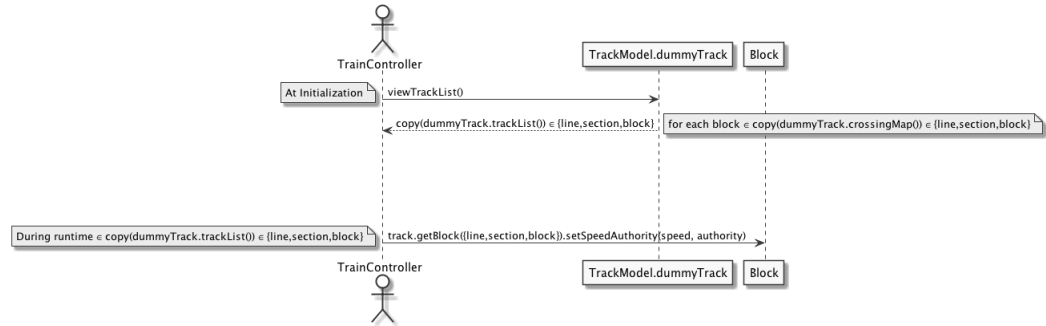 TrainController
TrackModel.dummyTrack
Block
At Initialization
viewTrackList()
copy(dummyTrack.trackList()) ∈ {line,section,block}
for each block ∈ copy(dummyTrack.crossingMap()) ∈ {line,section,block}
During runtime ∈ copy(dummyTrack.trackList()) ∈ {line,section,block}
track.getBlock({line,section,block}).setSpeedAuthority(speed, authority)
TrainController
TrackModel.dummyTrack
Block